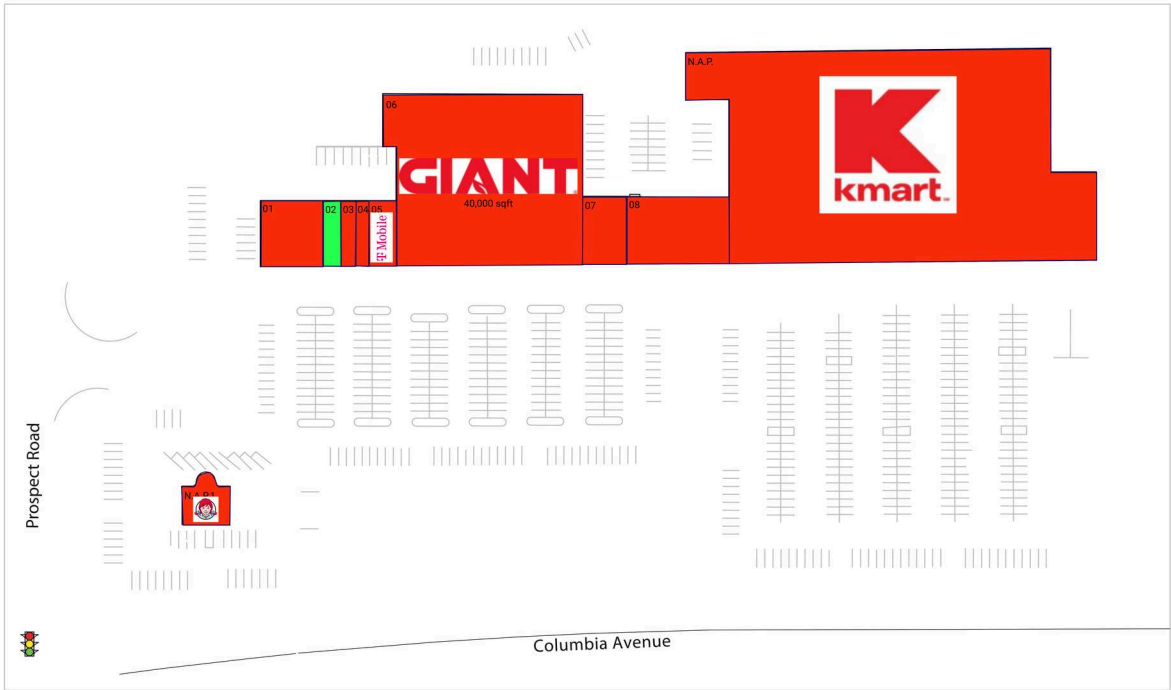 N.A.P.
06
K
kmart
GIANT
40,000 sqft
01
02
03
04
05
T Mobile
07
08
Prospect Road
N.A.P.1
Columbia Avenue